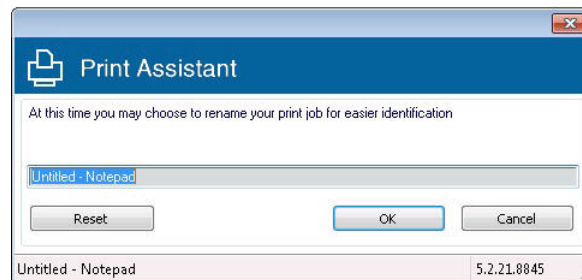 Print Assistant
At this time you may choose to rename your print job for easier identification
Untitled - Notepad
Reset OK Cancel
Untitled - Notepad 5.2.21.8845